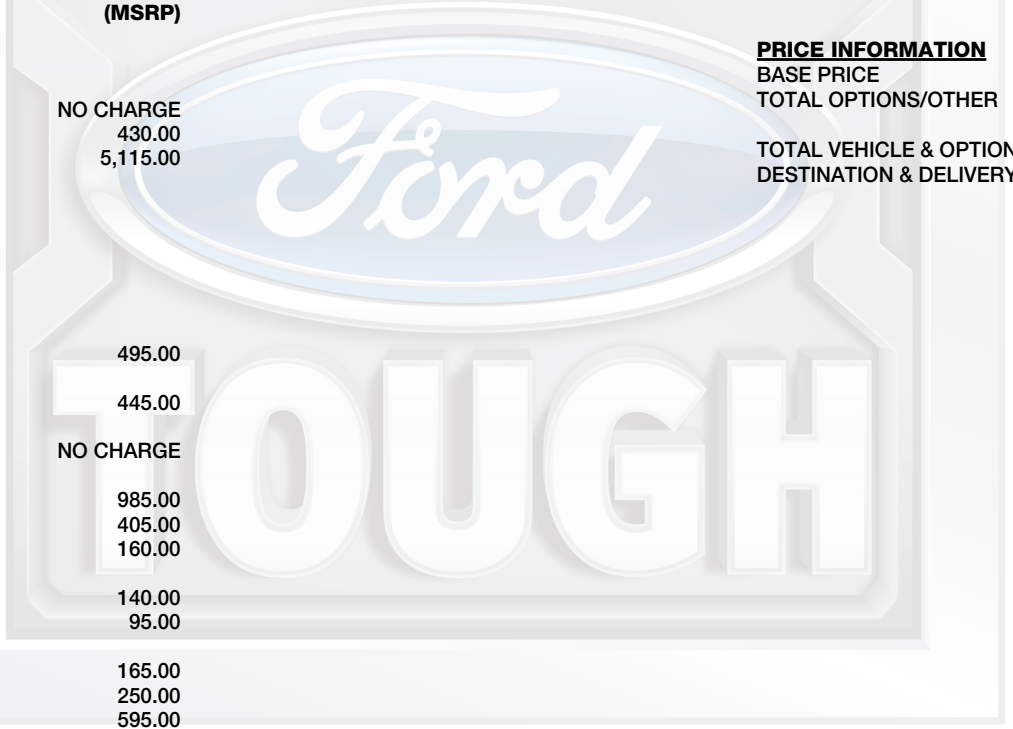 (MSRP)
NO CHARGE
430.00
5,115.00
495.00
445.00
NO CHARGE
985.00
405.00
160.00
140.00
95.00
165.00
250.00
595.00
PRICE INFORMATION
BASE PRICE
TOTAL OPTIONS/OTHER
TOTAL VEHICLE & OPTION
DESTINATION & DELIVERY
Ford
TOUGH